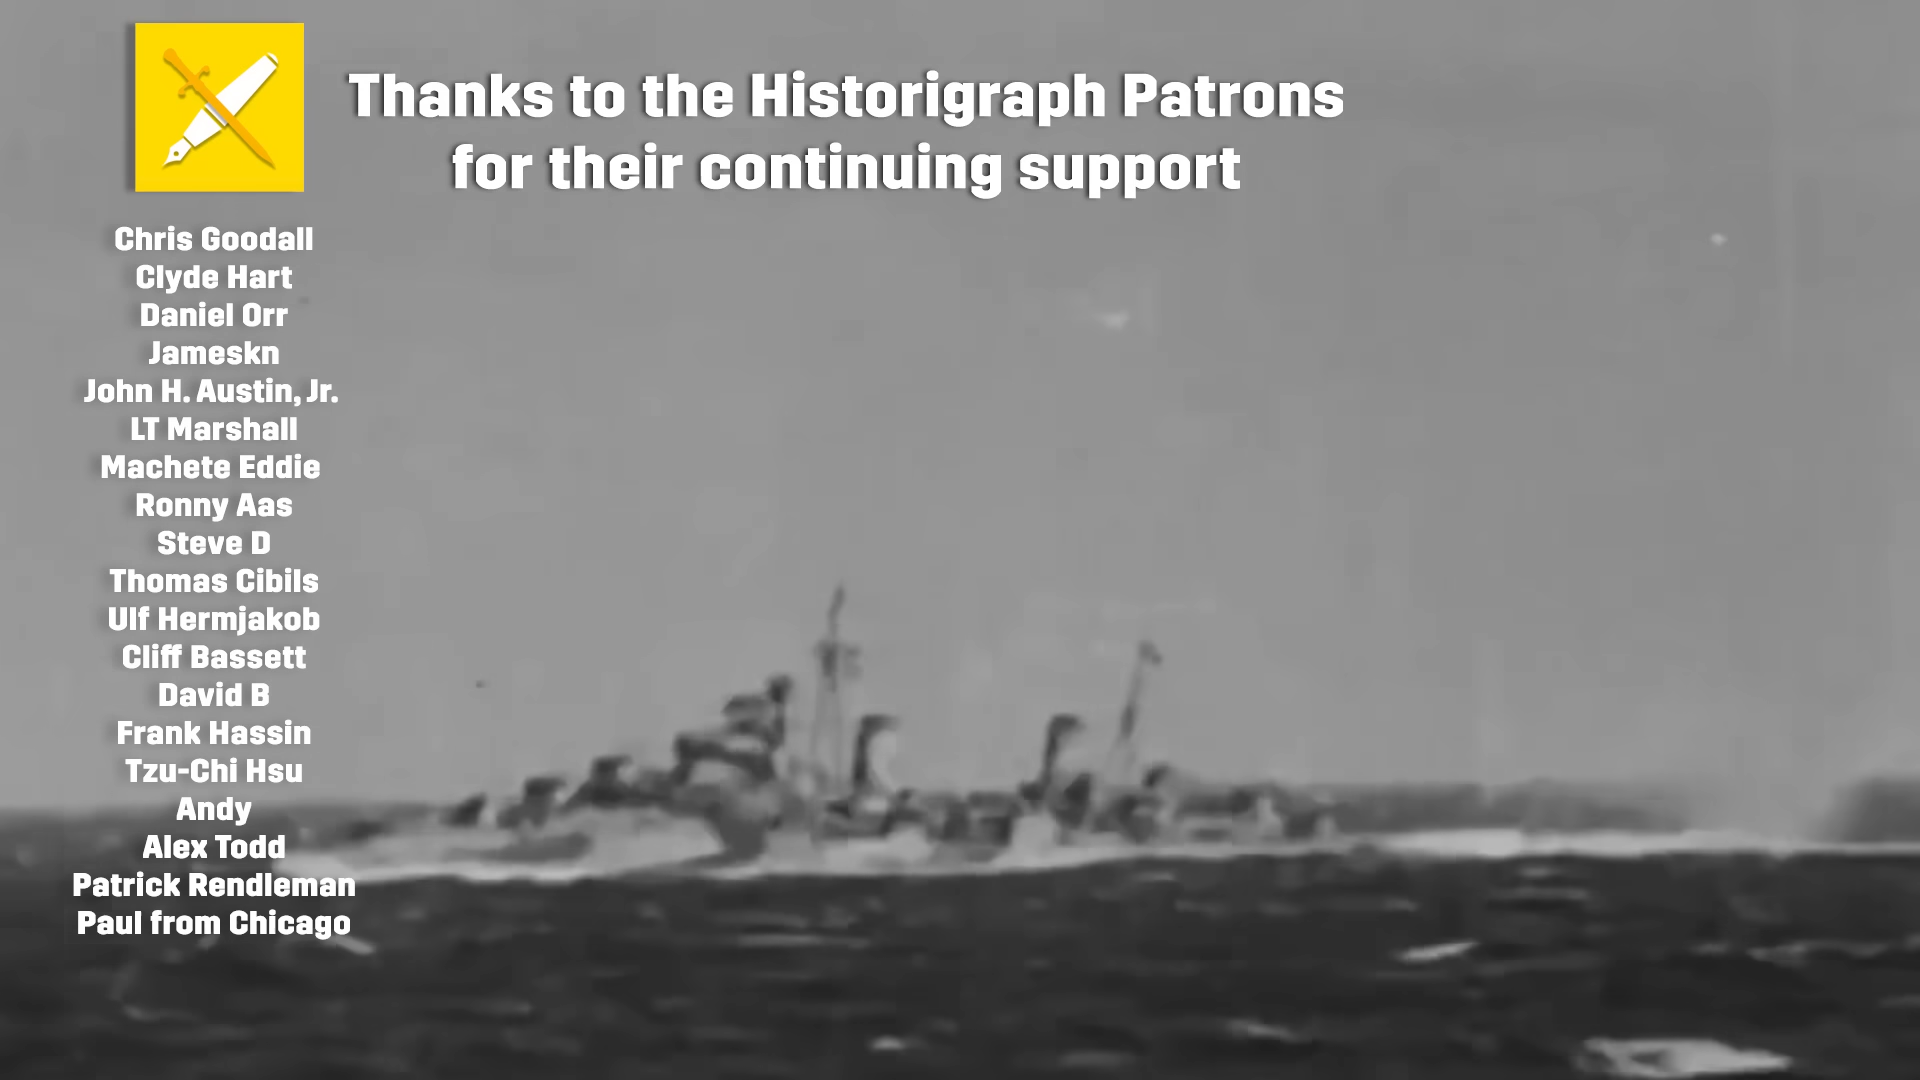 Thanks to the Historigraph Patrons
for their continuing support
Chris Goodall
Clyde Hart
Daniel Orr
Jameskn
John H. Austin, Jr.
LT Marshall
Machete Eddie
Ronny Aas
Steve D
Thomas Cibils
Ulf Hermjakob
Cliff Bassett
David B
Frank Hassin
Tzu-Chi Hsu
Andy
Alex Todd
Patrick Rendleman
Paul from Chicago